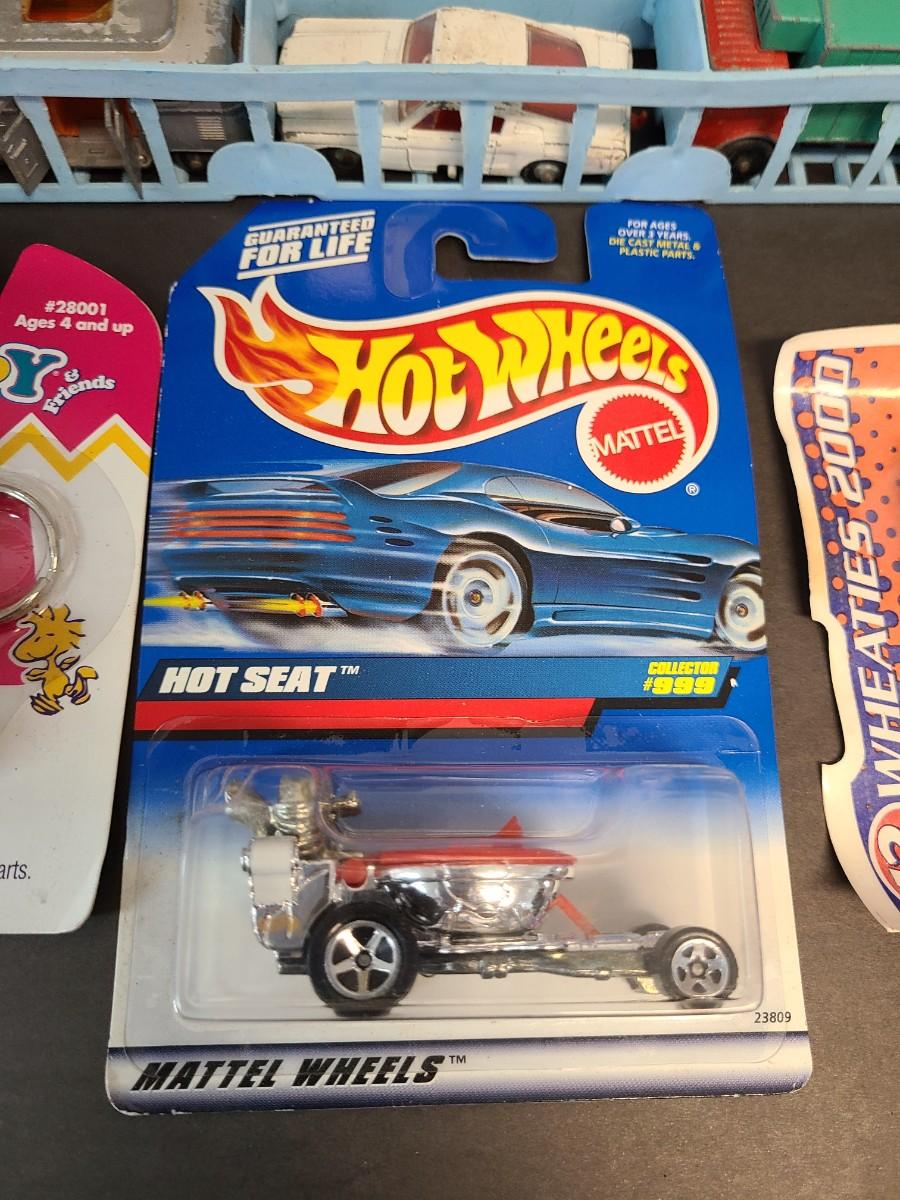 GUARANTEED
FOR LIFE
FOR AGES
OVER 3 YEARS.
DIE CAST METAL &
PLASTIC PARTS.
HOT WHEELS
MATTEL
®
HOT SEAT™
COLLECTOR
#999
23809
MATTEL WHEELS™
#28001
Ages 4 and up
Y®&
Friends
arts.
WHEATIES 2000